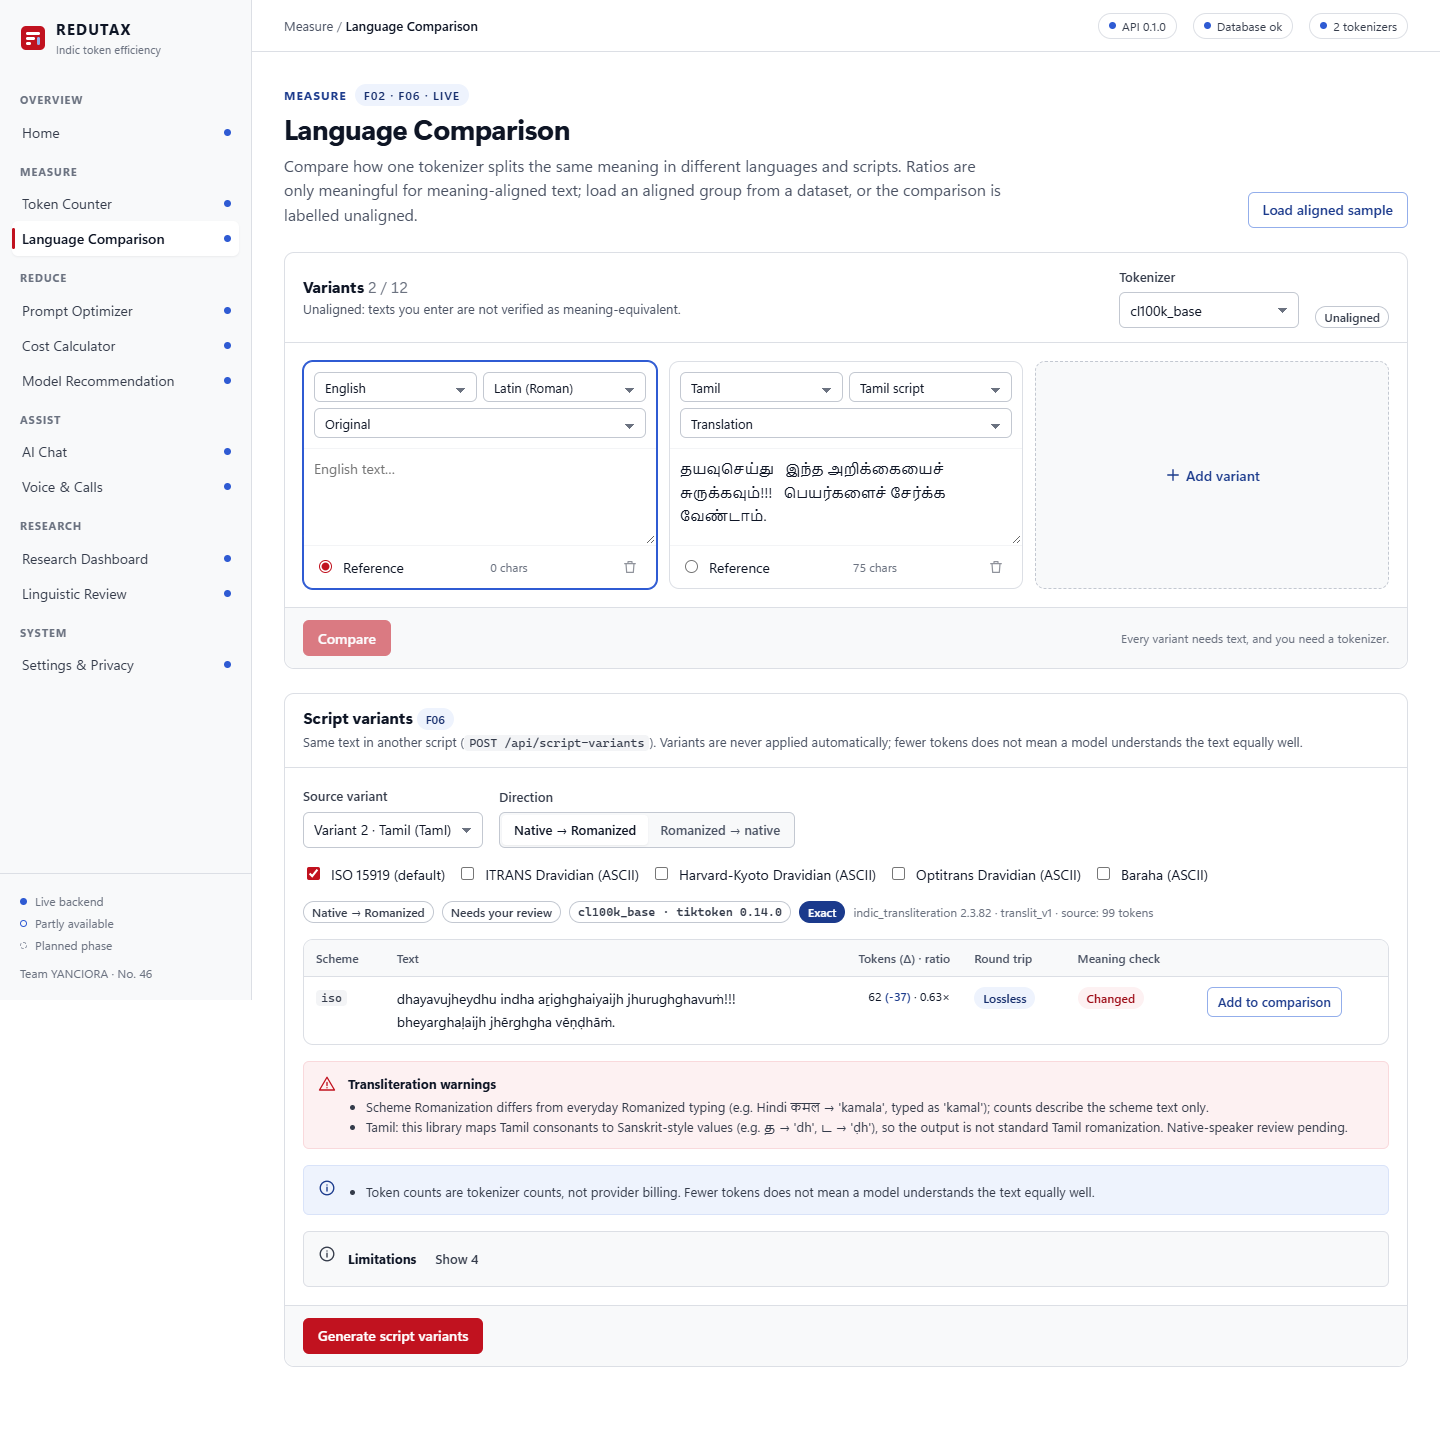 REDUTAX
Indic token efficiency
OVERVIEW
Home
MEASURE
Token Counter
Language Comparison
REDUCE
Prompt Optimizer
Cost Calculator
Model Recommendation
ASSIST
AI Chat
Voice & Calls
RESEARCH
Research Dashboard
Linguistic Review
SYSTEM
Settings & Privacy
Live backend
Partly available
Planned phase
Team YANCIORA · No. 46
Measure / Language Comparison
API 0.1.0
Database ok
2 tokenizers
MEASURE F02 · F06 · LIVE
Language Comparison
Compare how one tokenizer splits the same meaning in different languages and scripts. Ratios are
only meaningful for meaning-aligned text; load an aligned group from a dataset, or the comparison is
labelled unaligned.
Load aligned sample
Variants 2 / 12
Unaligned: texts you enter are not verified as meaning-equivalent.
Tokenizer
cl100k_base
Unaligned
English
Latin (Roman)
Original
English text...
Reference
0 chars
Tamil
Tamil script
Translation
தயவுசெய்து   இந்த அறிக்கையைச்
சுருக்கவும்!!!   பெயர்களைச் சேர்க்க
வேண்டாம்.
Reference
75 chars
Add variant
Compare
Every variant needs text, and you need a tokenizer.
Script variants F06
Same text in another script ( POST /api/script-variants ). Variants are never applied automatically; fewer tokens does not mean a model understands the text equally well.
Source variant
Variant 2 · Tamil (Taml)
Direction
Native → Romanized
Romanized → native
ISO 15919 (default)
ITRANS Dravidian (ASCII)
Harvard-Kyoto Dravidian (ASCII)
Optitrans Dravidian (ASCII)
Baraha (ASCII)
Native → Romanized
Needs your review
cl100k_base · tiktoken 0.14.0
Exact
indic_transliteration 2.3.82 · translit_v1 · source: 99 tokens
Scheme Text Tokens (Δ) · ratio Round trip Meaning check
iso
dhayavujheydhu indha aṟighghaiyaijh jhurughghavuṁ!!!
bheyarghaḷaijh jhērghgha vēṇḍhāṁ.
62 (-37) · 0.63×
Lossless
Changed
Add to comparison
Transliteration warnings
Scheme Romanization differs from everyday Romanized typing (e.g. Hindi कमल → 'kamala', typed as 'kamal'); counts describe the scheme text only.
Tamil: this library maps Tamil consonants to Sanskrit-style values (e.g. த → 'dh', ட → 'ḍh'), so the output is not standard Tamil romanization. Native-speaker review pending.
Token counts are tokenizer counts, not provider billing. Fewer tokens does not mean a model understands the text equally well.
Limitations Show 4
Generate script variants